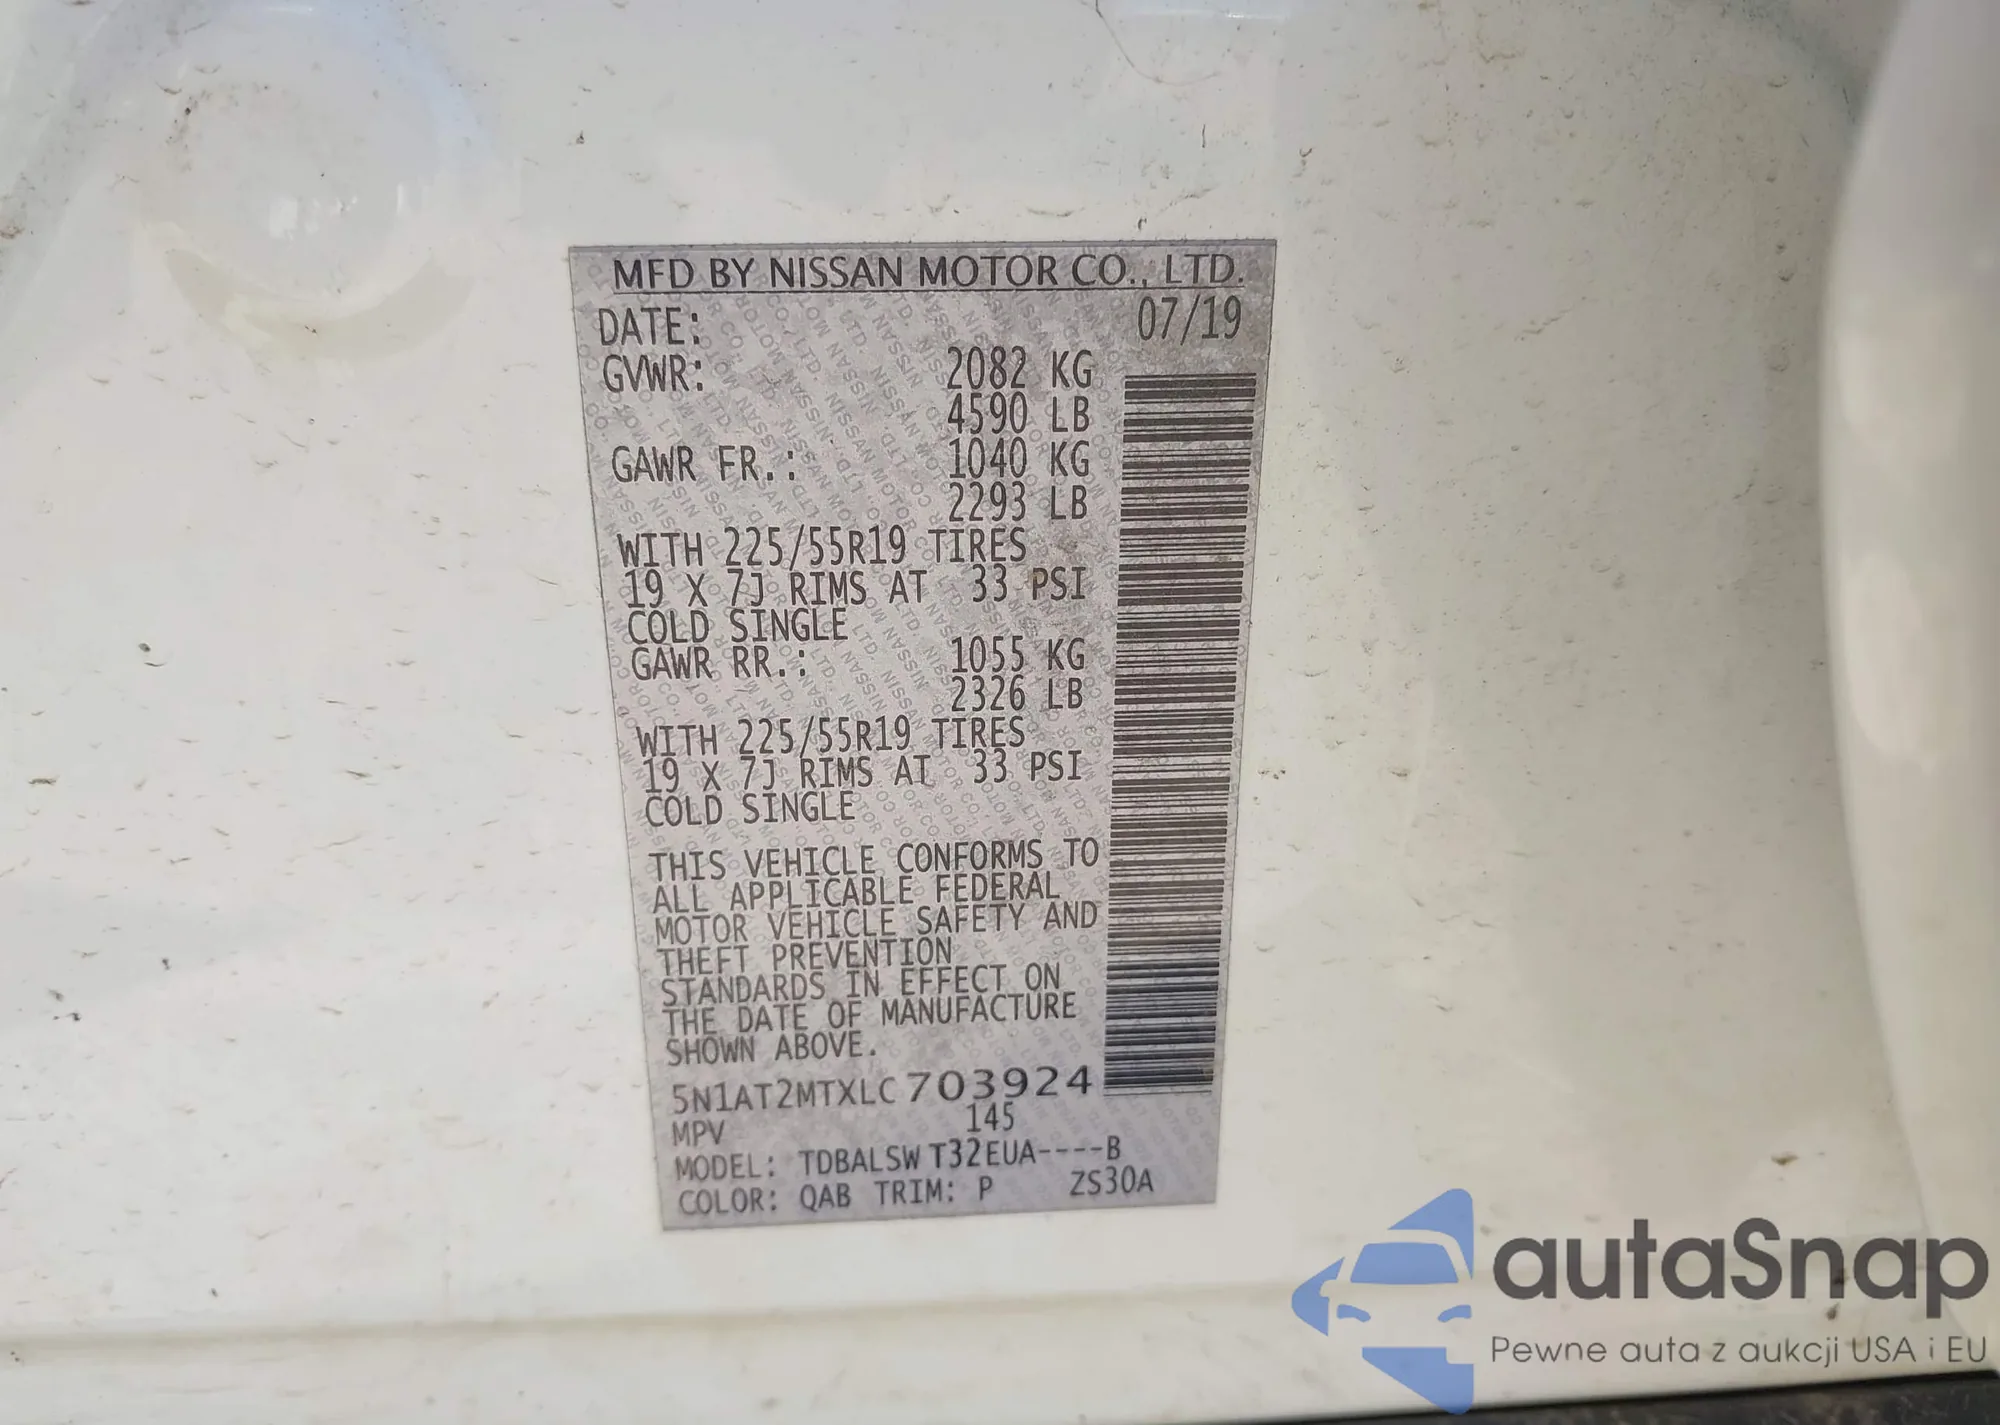 MFD BY NISSAN MOTOR CO., LTD.
DATE: 07/19
GVWR: 2082 KG
4590 LB
GAWR FR.: 1040 KG
2293 LB
WITH 225/55R19 TIRES
19 X 7J RIMS AT 33 PSI
COLD SINGLE
GAWR RR.: 1055 KG
2326 LB
WITH 225/55R19 TIRES
19 X 7J RIMS AT 33 PSI
COLD SINGLE
THIS VEHICLE CONFORMS TO
ALL APPLICABLE FEDERAL
MOTOR VEHICLE SAFETY AND
THEFT PREVENTION
STANDARDS IN EFFECT ON
THE DATE OF MANUFACTURE
SHOWN ABOVE.
5N1AT2MTXLC703924
MPV 145
MODEL: TDBALSW T32EUA----B
COLOR: QAB TRIM: P ZS30A
autaSnap
Pewne auta z aukcji USA i EU